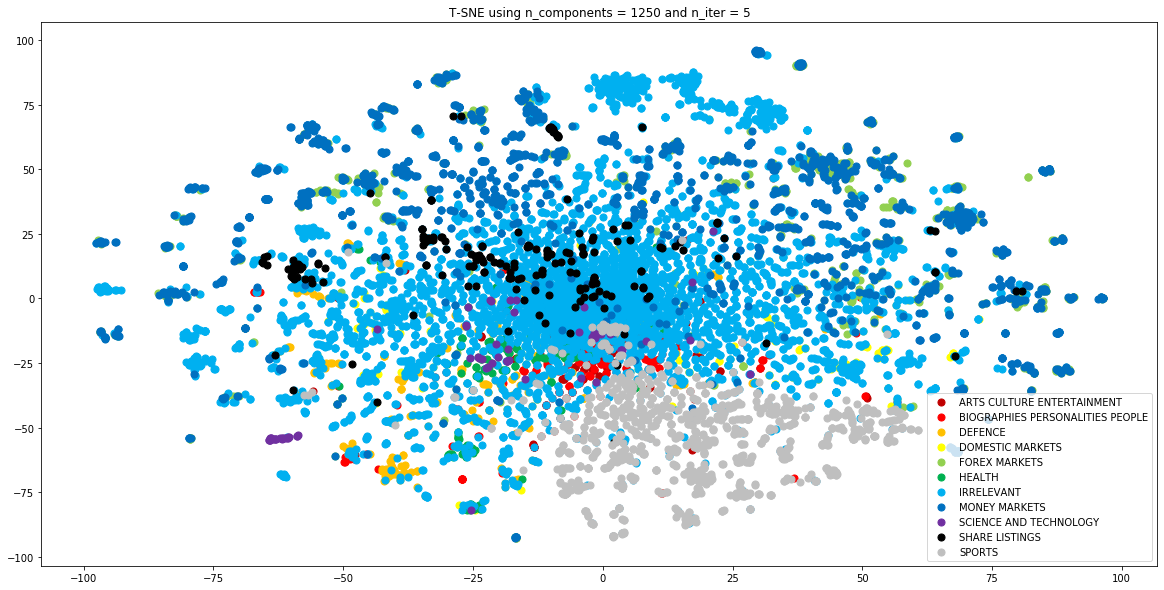 T-SNE using n_components = 1250 and n_iter = 5
100
75
50
25
0
−25
−50
−75
−100
−100
−75
−50
−25
0
25
50
75
100
ARTS CULTURE ENTERTAINMENT
BIOGRAPHIES PERSONALITIES PEOPLE
DEFENCE
DOMESTIC MARKETS
FOREX MARKETS
HEALTH
IRRELEVANT
MONEY MARKETS
SCIENCE AND TECHNOLOGY
SHARE LISTINGS
SPORTS